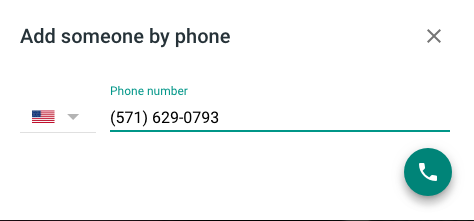 Add someone by phone
Phone number
(571) 629-0793